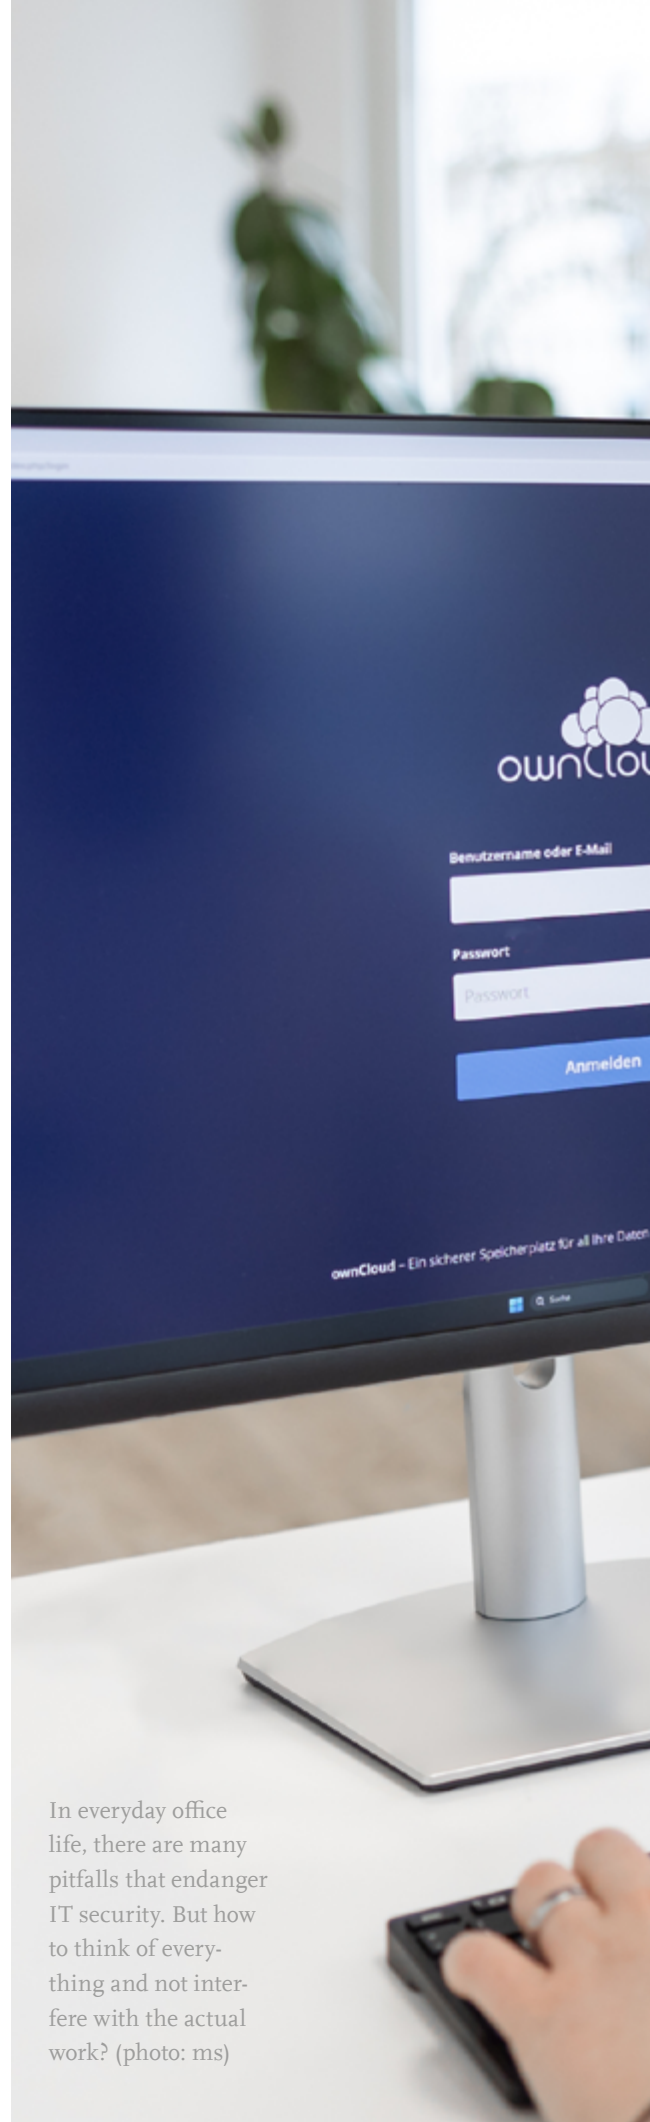 ownClou
Benutzername oder E-Mail
Passwort
Passwort
Anmelden
ownCloud – Ein sicherer Speicherplatz für all Ihre Daten
Suche
In everyday office
life, there are many
pitfalls that endanger
IT security. But how
to think of every-
thing and not inter-
fere with the actual
work? (photo: ms)